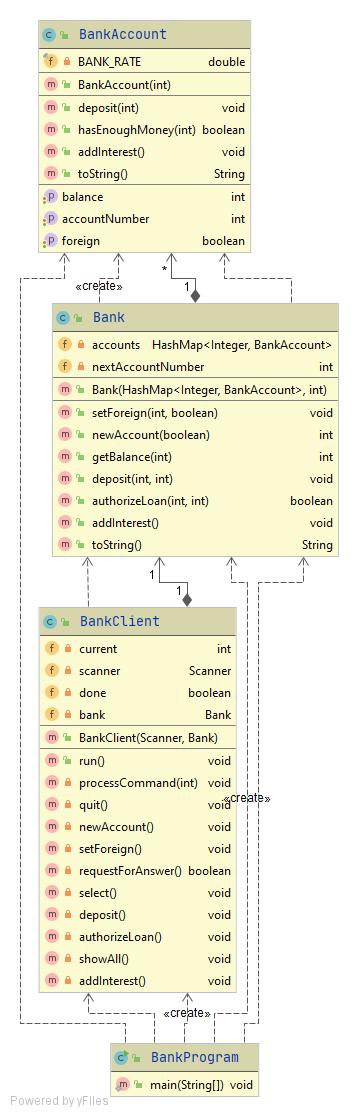 BankAccount
BANK_RATE double
BankAccount(int)
deposit(int) void
hasEnoughMoney(int) boolean
addInterest() void
toString() String
balance int
accountNumber int
foreign boolean
«create»
*
1
Bank
accounts HashMap<Integer, BankAccount>
nextAccountNumber int
Bank(HashMap<Integer, BankAccount>, int)
setForeign(int, boolean) void
newAccount(boolean) int
getBalance(int) int
deposit(int, int) void
authorizeLoan(int, int) boolean
addInterest() void
toString() String
1
1
BankClient
current int
scanner Scanner
done boolean
bank Bank
BankClient(Scanner, Bank)
run() void
processCommand(int) void
quit() void
«create»
newAccount() void
setForeign() void
requestForAnswer() boolean
select() void
deposit() void
authorizeLoan() void
showAll() void
addInterest() void
«create»
BankProgram
main(String[]) void
Powered by yFiles